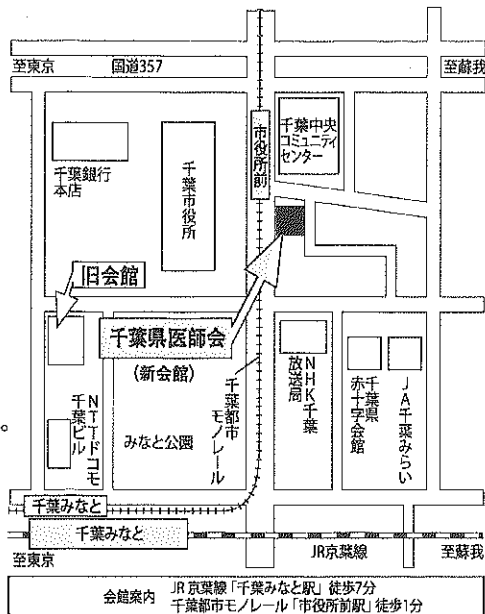 至東京
国道357
至蘇我
千葉銀行
本店
千葉市役所
市役所前
千葉中央
コミュニティ
センター
旧会館
千葉県医師会
(新会館)
NTTドコモ
千葉ビル
みなと公園
千葉都市
モノレール
NHK千葉
放送局
千葉県
赤十字会館
JA千葉みらい
千葉みなと
千葉みなと
至東京
JR京葉線
至蘇我
会館案内
JR京葉線「千葉みなと駅」徒歩7分
千葉都市モノレール「市役所前駅」徒歩1分